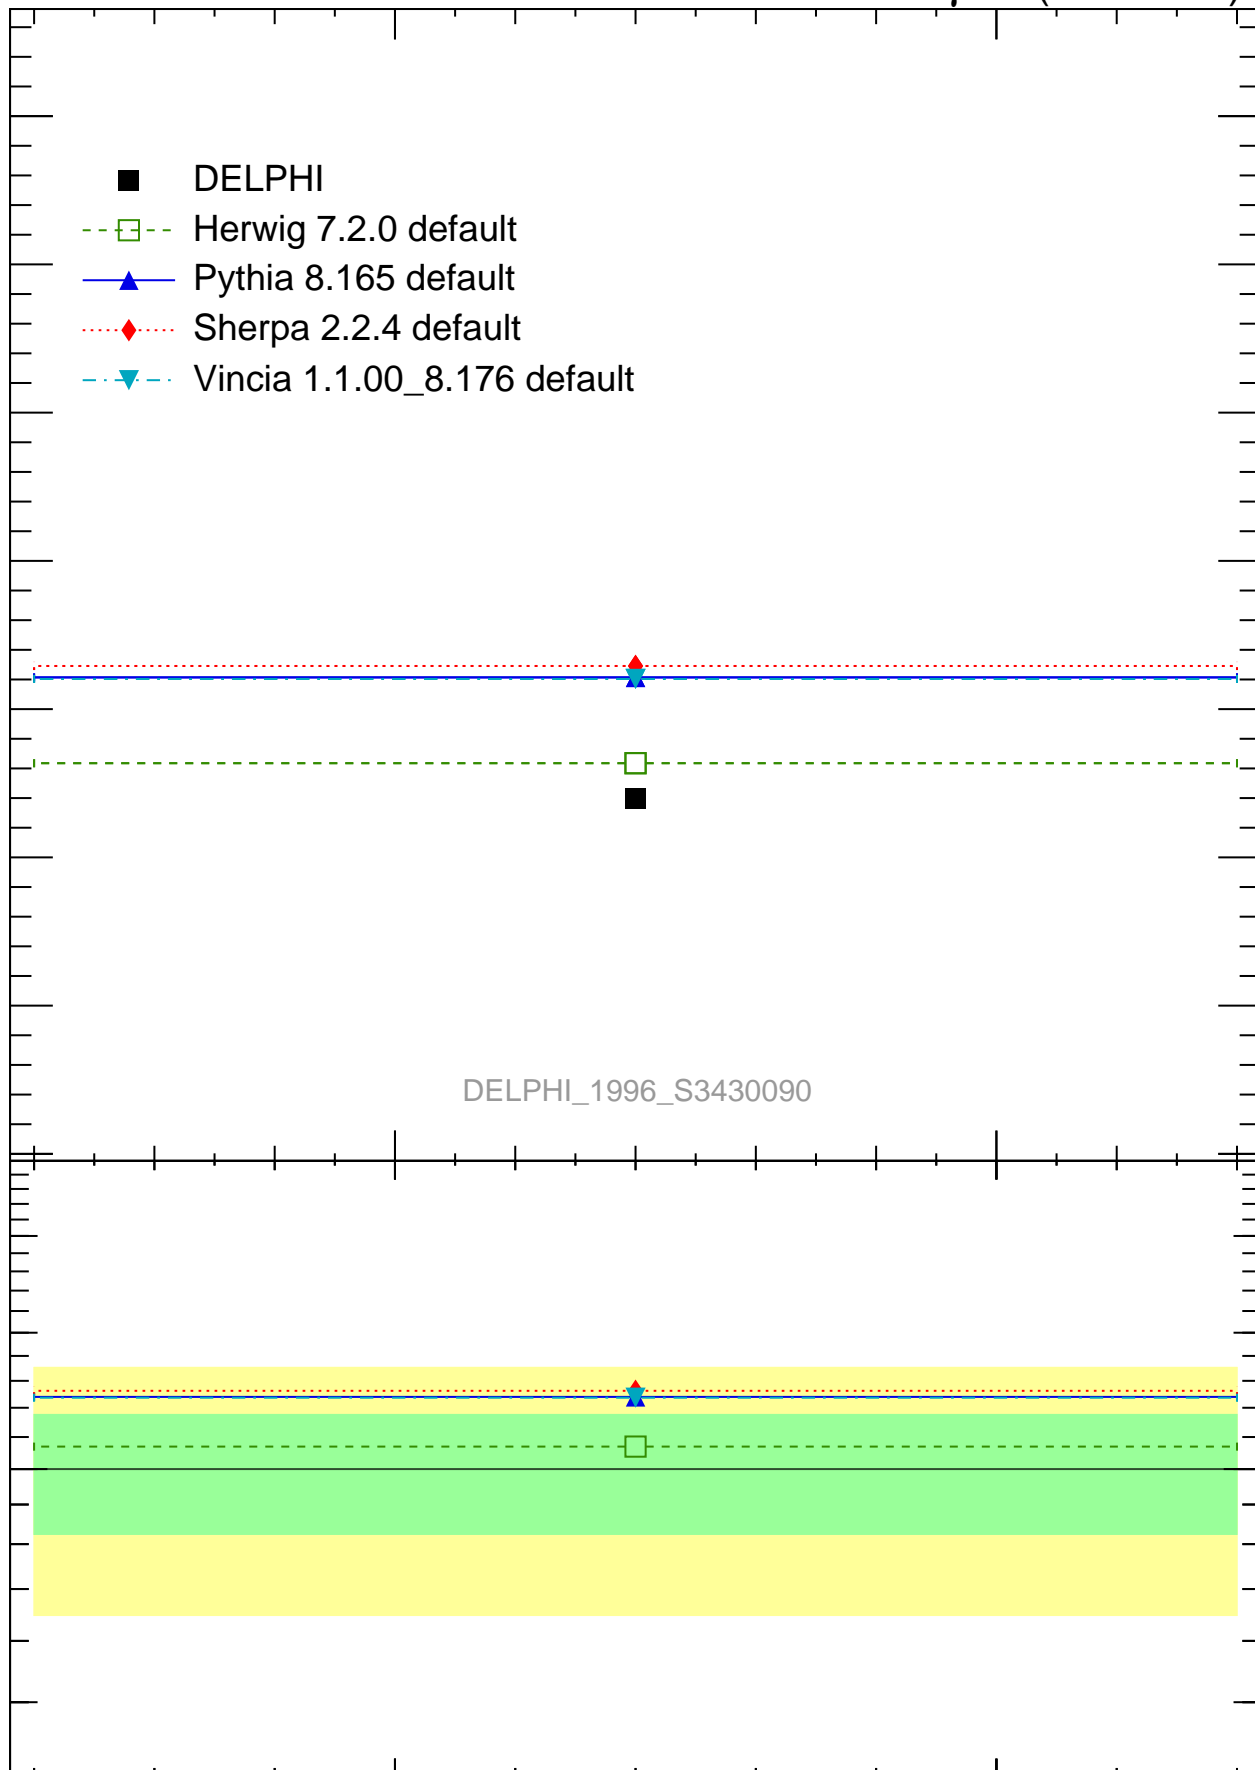 DELPHI
Herwig 7.2.0 default
Pythia 8.165 default
Sherpa 2.2.4 default
Vincia 1.1.00_8.176 default
DELPHI_1996_S3430090